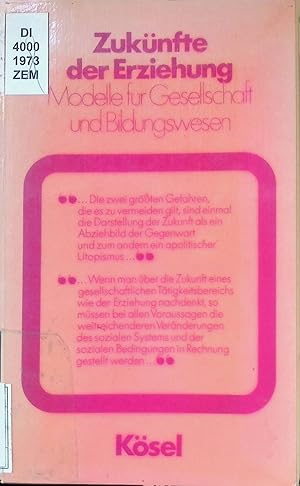 DI
4000
1973
ZEM
Zukünfte
der Erziehung
Modelle für Gesellschaft
und Bildungswesen
„... Die zwei größten Gefahren,
die es zu vermeiden gilt, sind einmal
die Darstellung der Zukunft als ein
Abziehbild der Gegenwart
und zum andern ein apolitischer
Utopismus ...“
„... Wenn man über die Zukunft eines
gesellschaftlichen Tätigkeitsbereichs
wie der Erziehung nachdenkt, so
müssen bei allen Voraussagen die
weitreichenderen Veränderungen
des sozialen Systems und der
sozialen Bedingungen in Rechnung
gestellt werden ...“
Kösel